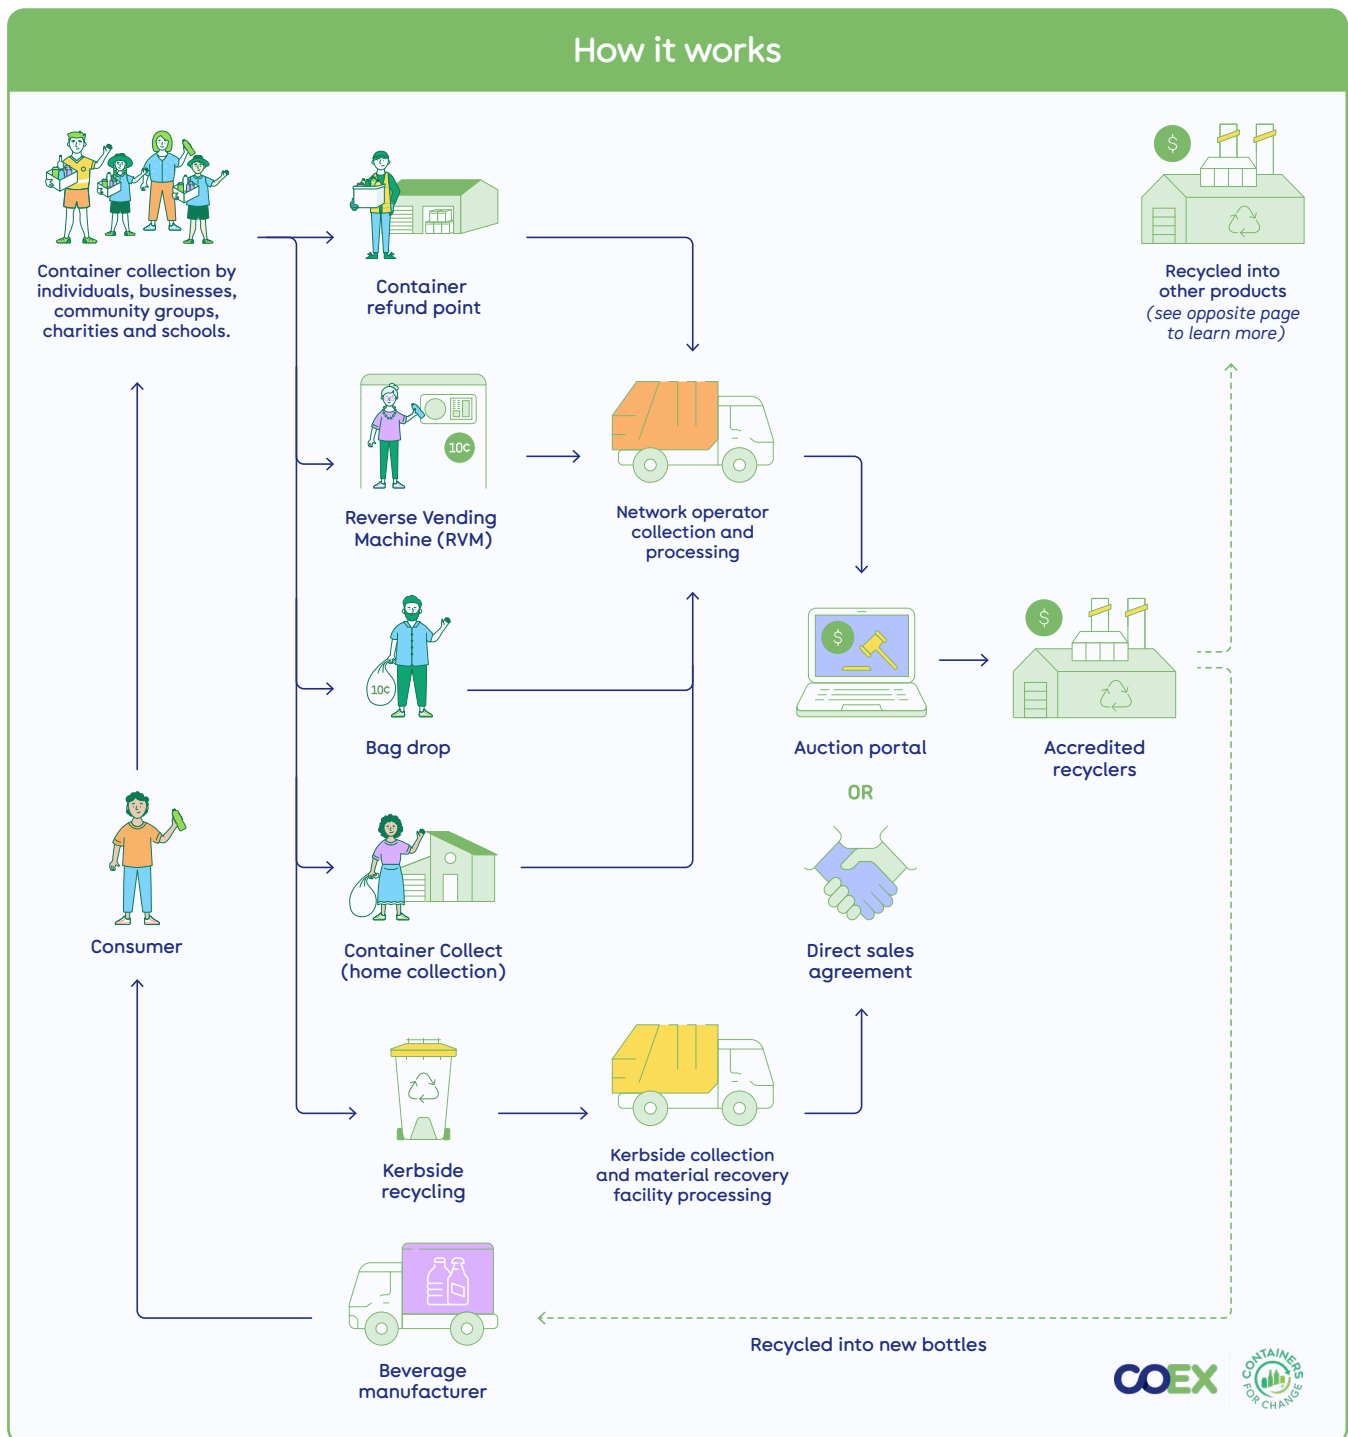 How it works
Container collection by
individuals, businesses,
community groups,
charities and schools.
Container
refund point
$
Recycled into
other products
(see opposite page
to learn more)
10¢
Reverse Vending
Machine (RVM)
Network operator
collection and
processing
10¢
Bag drop
$
Auction portal
OR
$
Accredited
recyclers
Consumer
Container Collect
(home collection)
Direct sales
agreement
Kerbside
recycling
Kerbside collection
and material recovery
facility processing
Beverage
manufacturer
Recycled into new bottles
COEX
CONTAINERS
FOR CHANGE